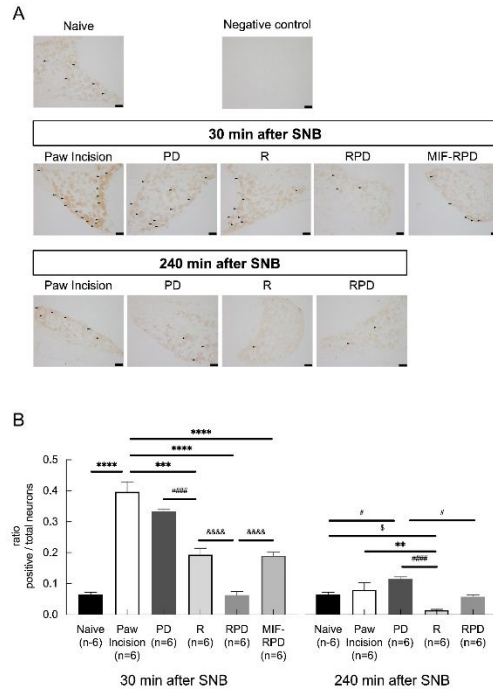 A
Naive Negative control
30 min after SNB
Paw Incision PD R RPD MIF-RPD
240 min after SNB
Paw Incision PD R RPD
B
****
****
**** *** # #
#### $
&&&& &&&& **
####
ratio
positive / total neurons
0.5
0.4
0.3
0.2
0.1
0.0
Naive Paw PD R RPD MIF- Naive Paw PD R RPD
(n-6) Incision (n=6) (n=6) (n=6) RPD (n=6) Incision (n=6) (n=6) (n=6)
(n=6) (n=6) (n=6)
30 min after SNB 240 min after SNB